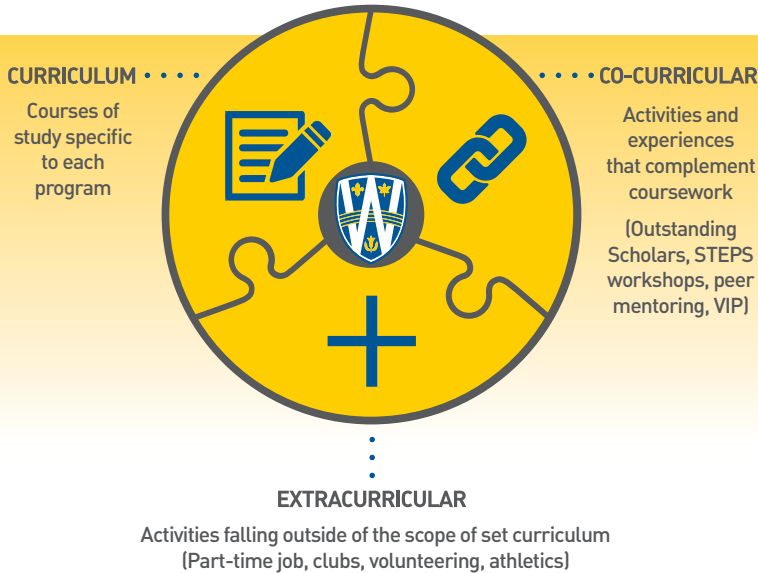 CURRICULUM
Courses of
study specific
to each
program
CO-CURRICULAR
Activities and
experiences
that complement
coursework
(Outstanding
Scholars, STEPS
workshops, peer
mentoring, VIP)
W
EXTRACURRICULAR
Activities falling outside of the scope of set curriculum
(Part-time job, clubs, volunteering, athletics)